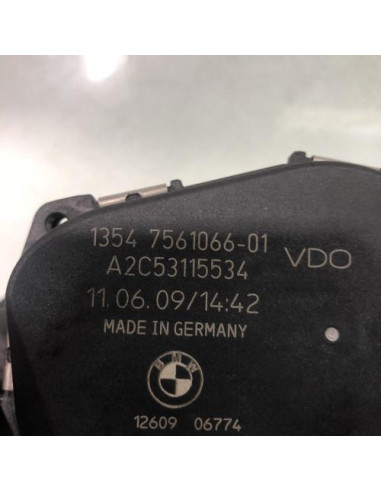 1354 7561066-01
VDO
A2C53115534
11.06.09/14:42
MADE IN GERMANY
BMW
12609 06774